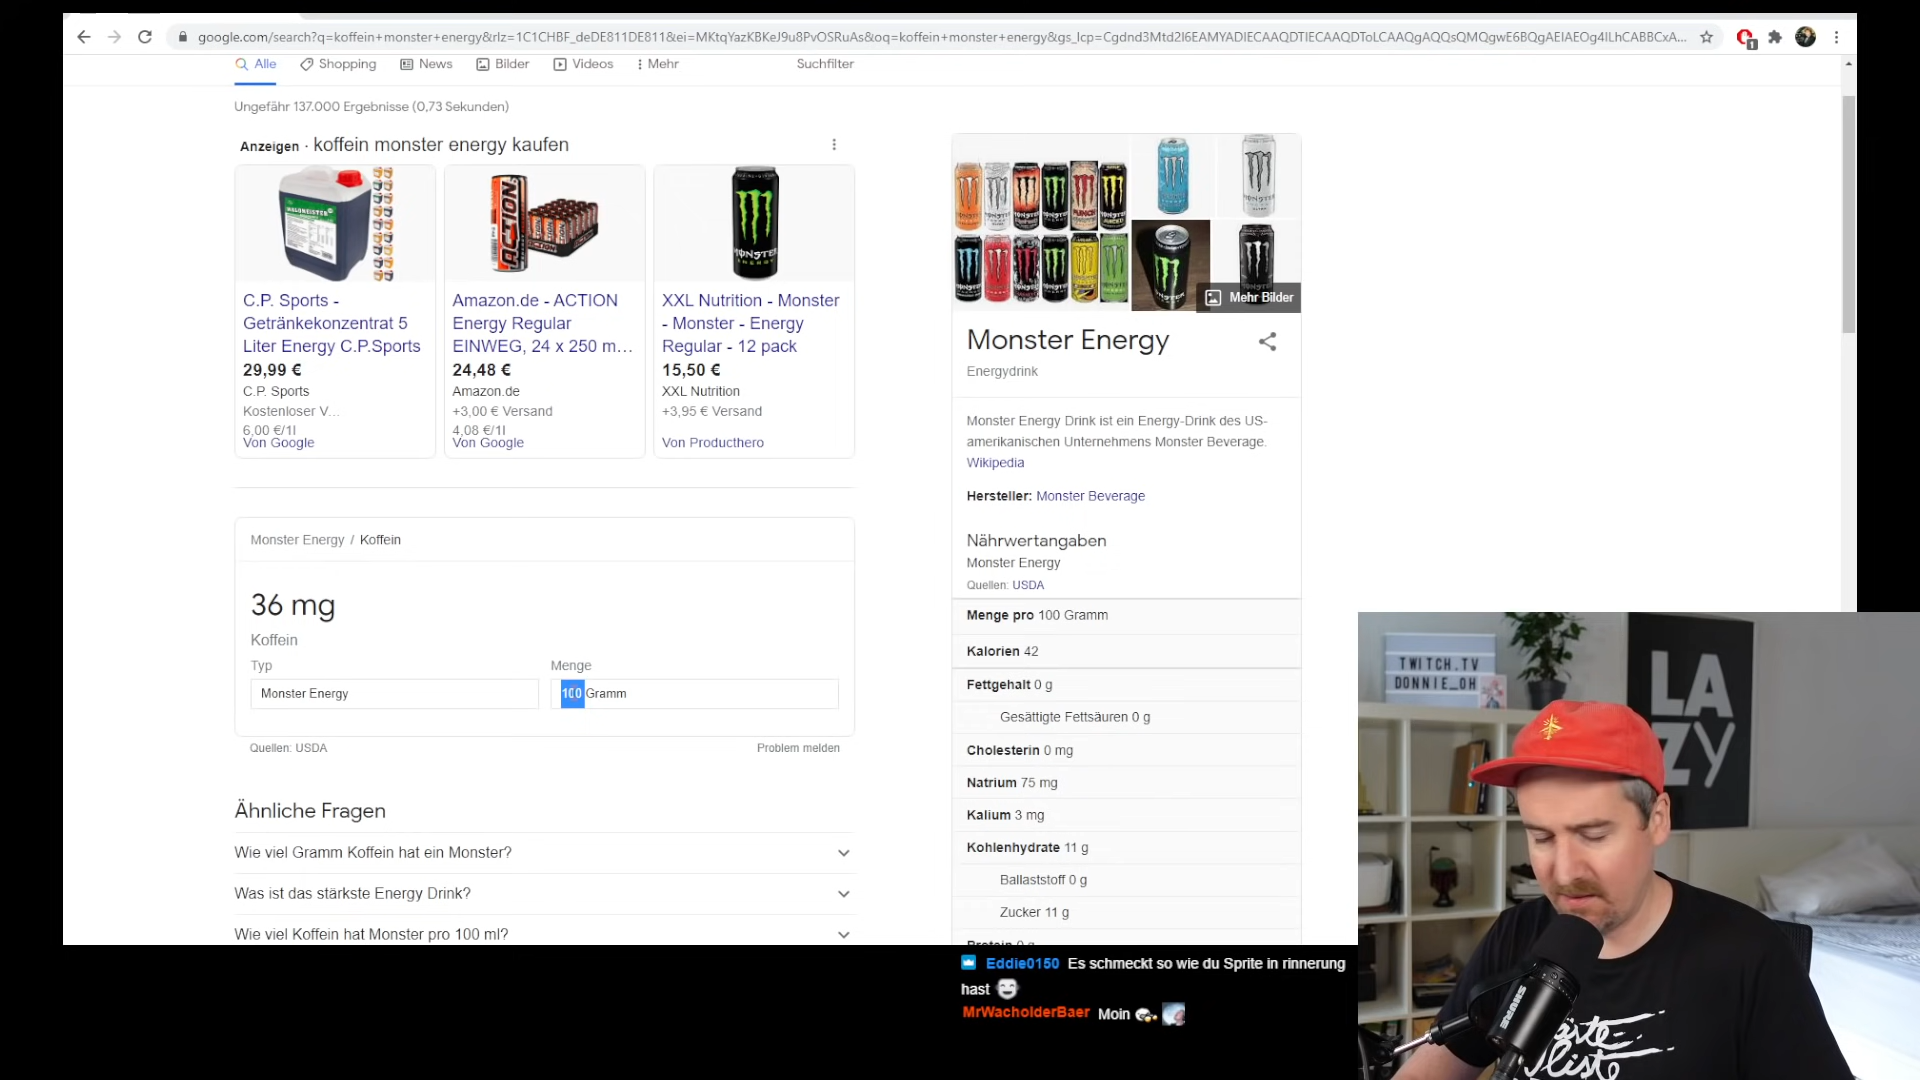 google.com/search?q=koffein+monster+energy&rlz=1C1CHBF_deDE811DE811&ei=MKtqYazKBKeJ9u8PvOSRuAs&oq=koffein+monster+energy&gs_lcp=
Alle
Shopping
News
Bilder
Videos
Mehr
Suchfilter
Ungefähr 137.000 Ergebnisse (0,73 Sekunden)
Anzeigen · koffein monster energy kaufen
C.P. Sports -
Getränkekonzentrat 5
Liter Energy C.P.Sports
29,99 €
C.P. Sports
Kostenloser V...
6,00 €/1l
Von Google
ACTION
Amazon.de - ACTION
Energy Regular
EINWEG, 24 x 250 m...
24,48 €
Amazon.de
+3,00 € Versand
4,08 €/1l
Von Google
MONSTER
ENERGY
XXL Nutrition - Monster
- Monster - Energy
Regular - 12 pack
15,50 €
XXL Nutrition
+3,95 € Versand
Von Producthero
Monster Energy / Koffein
36 mg
Koffein
Typ
Menge
Monster Energy
100 Gramm
Quellen: USDA
Problem melden
Ähnliche Fragen
Wie viel Gramm Koffein hat ein Monster?
Was ist das stärkste Energy Drink?
Wie viel Koffein hat Monster pro 100 ml?
Mehr Bilder
Monster Energy
Energydrink
Monster Energy Drink ist ein Energy-Drink des US-
amerikanischen Unternehmens Monster Beverage.
Wikipedia
Hersteller: Monster Beverage
Nährwertangaben
Monster Energy
Quellen: USDA
Menge pro 100 Gramm
Kalorien 42
Fettgehalt 0 g
Gesättigte Fettsäuren 0 g
Cholesterin 0 mg
Natrium 75 mg
Kalium 3 mg
Kohlenhydrate 11 g
Ballaststoff 0 g
Zucker 11 g
Protein 0 g
Eddie0150 Es schmeckt so wie du Sprite in rinnerung
hast
MrWacholderBaer Moin
TWITCH.TV
DONNIE_OH
LA
ZY
SHURE
liste